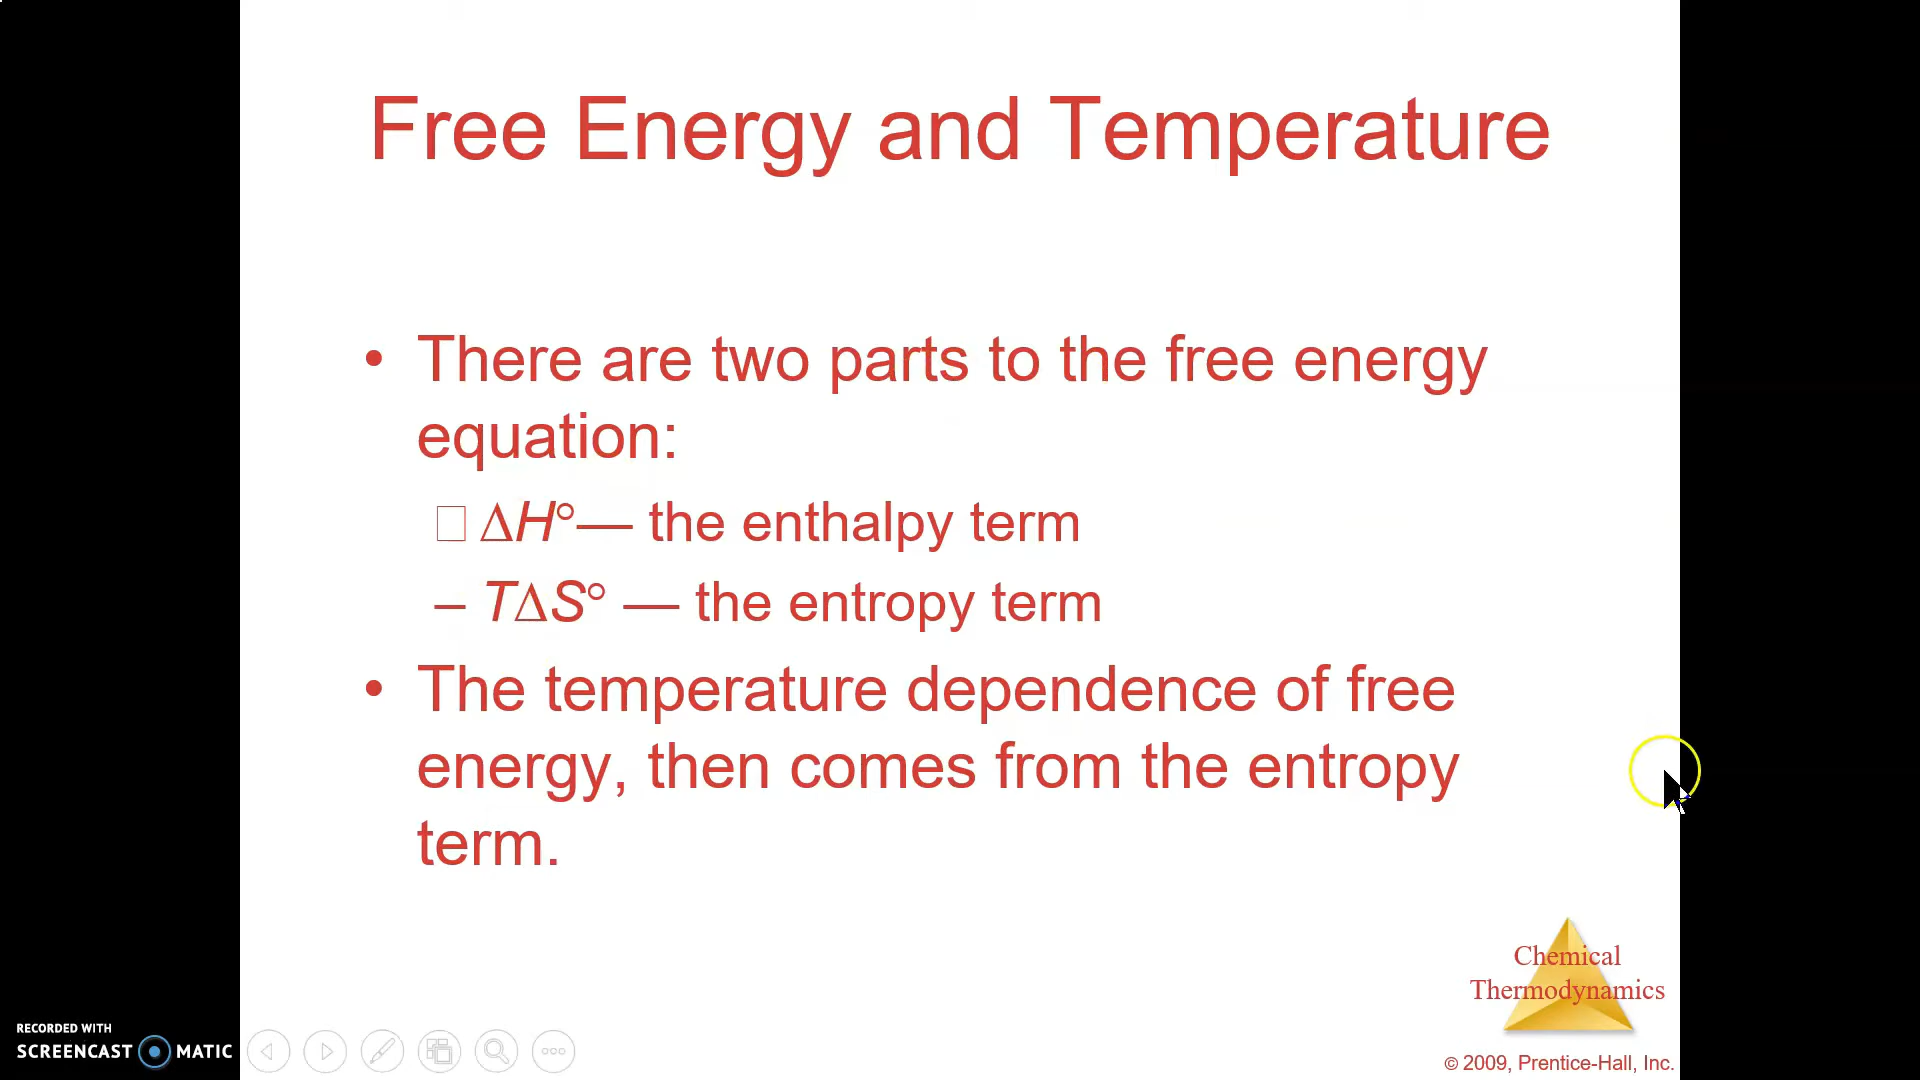 Free Energy and Temperature
• There are two parts to the free energy
equation:
□ ΔH°— the enthalpy term
– TΔS° — the entropy term
• The temperature dependence of free
energy, then comes from the entropy
term.
Chemical
Thermodynamics
© 2009, Prentice-Hall, Inc.
RECORDED WITH
SCREENCAST MATIC